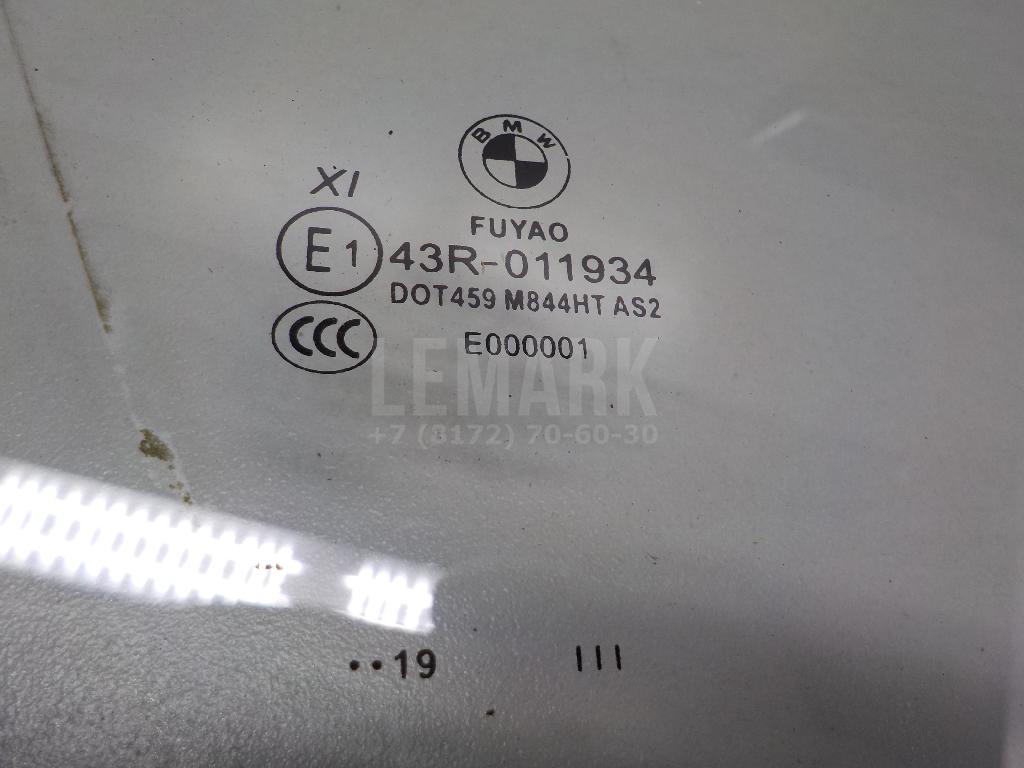 BMW
XI
FUYAO
E1 43R-011934
DOT459 M844HT AS2
CCC E000001
LEMARK
+7 (8172) 70-60-30
••19 III